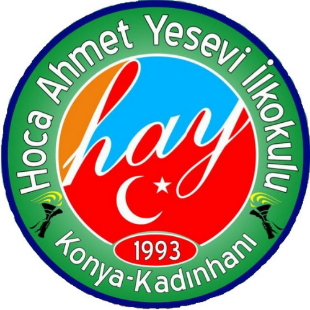 Hoca Ahmet Yesevi İlkokulu
hay
1993
Konya-Kadınhanı